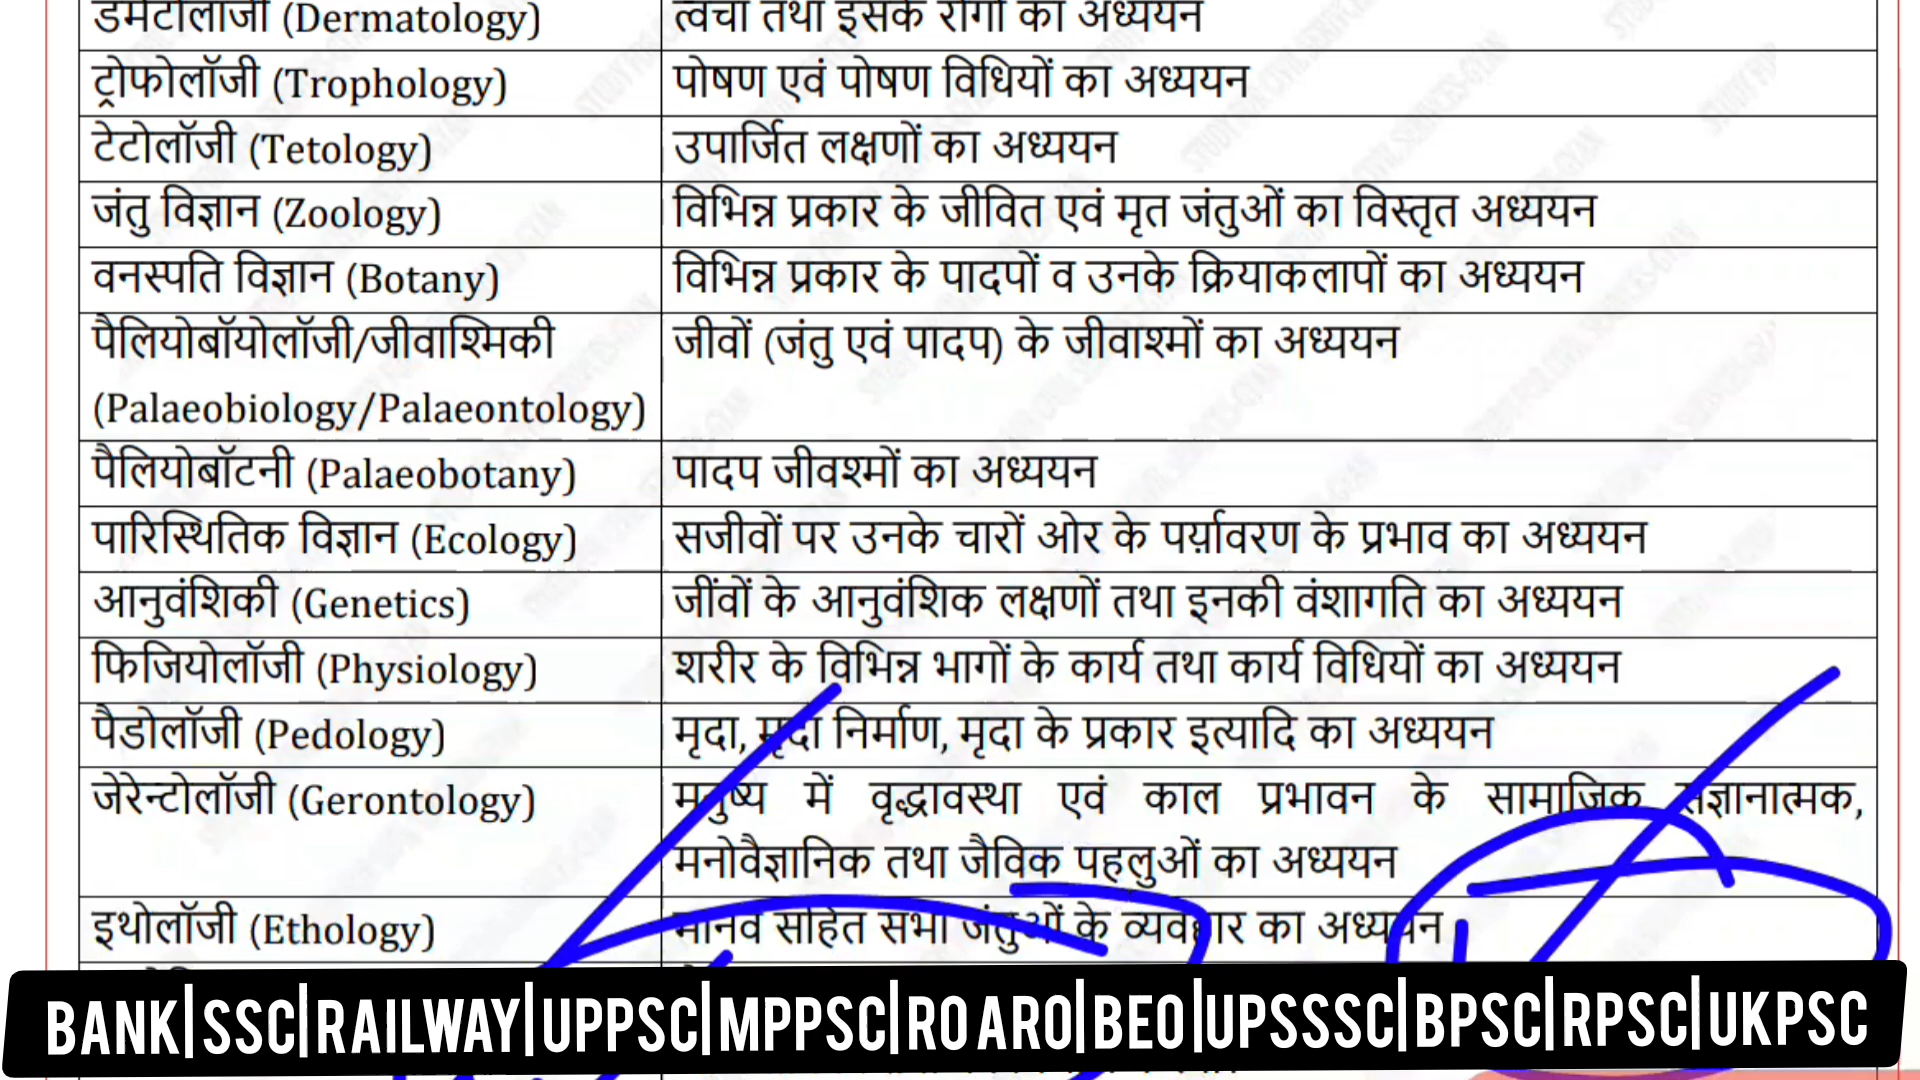 डर्मेटोलॉजी (Dermatology) त्वचा तथा इसके रोगों का अध्ययन
ट्रोफोलॉजी (Trophology) पोषण एवं पोषण विधियों का अध्ययन
टेटोलॉजी (Tetology) उपार्जित लक्षणों का अध्ययन
जंतु विज्ञान (Zoology) विभिन्न प्रकार के जीवित एवं मृत जंतुओं का विस्तृत अध्ययन
वनस्पति विज्ञान (Botany) विभिन्न प्रकार के पादपों व उनके क्रियाकलापों का अध्ययन
पैलियोबॉयोलॉजी/जीवाश्मिकी जीवों (जंतु एवं पादप) के जीवाश्मों का अध्ययन
(Palaeobiology/Palaeontology)
पैलियोबॉटनी (Palaeobotany) पादप जीवश्मों का अध्ययन
पारिस्थितिक विज्ञान (Ecology) सजीवों पर उनके चारों ओर के पर्य़ावरण के प्रभाव का अध्ययन
आनुवंशिकी (Genetics) जींवों के आनुवंशिक लक्षणों तथा इनकी वंशागति का अध्ययन
फिजियोलॉजी (Physiology) शरीर के विभिन्न भागों के कार्य तथा कार्य विधियों का अध्ययन
पैडोलॉजी (Pedology) मृदा, मृदा निर्माण, मृदा के प्रकार इत्यादि का अध्ययन
जेरेन्टोलॉजी (Gerontology) मनुष्य में वृद्धावस्था एवं काल प्रभावन के सामाजिक संज्ञानात्मक,
मनोवैज्ञानिक तथा जैविक पहलुओं का अध्ययन
इथोलॉजी (Ethology) मानव सहित सभी जंतुओं के व्यवहार का अध्ययन
BANK|SSC|RAILWAY|UPPSC|MPPSC|RO ARO|BEO|UPSSSC|BPSC|RPSC|UKPSC